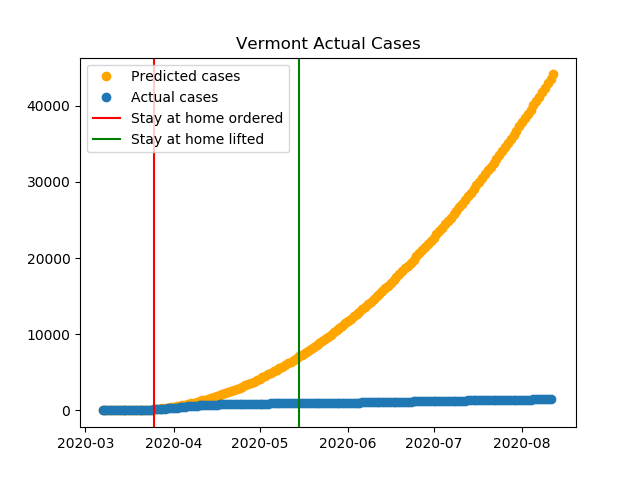 Vermont Actual Cases
Predicted cases
Actual cases
Stay at home ordered
Stay at home lifted
40000
30000
20000
10000
0
2020-03 2020-04 2020-05 2020-06 2020-07 2020-08